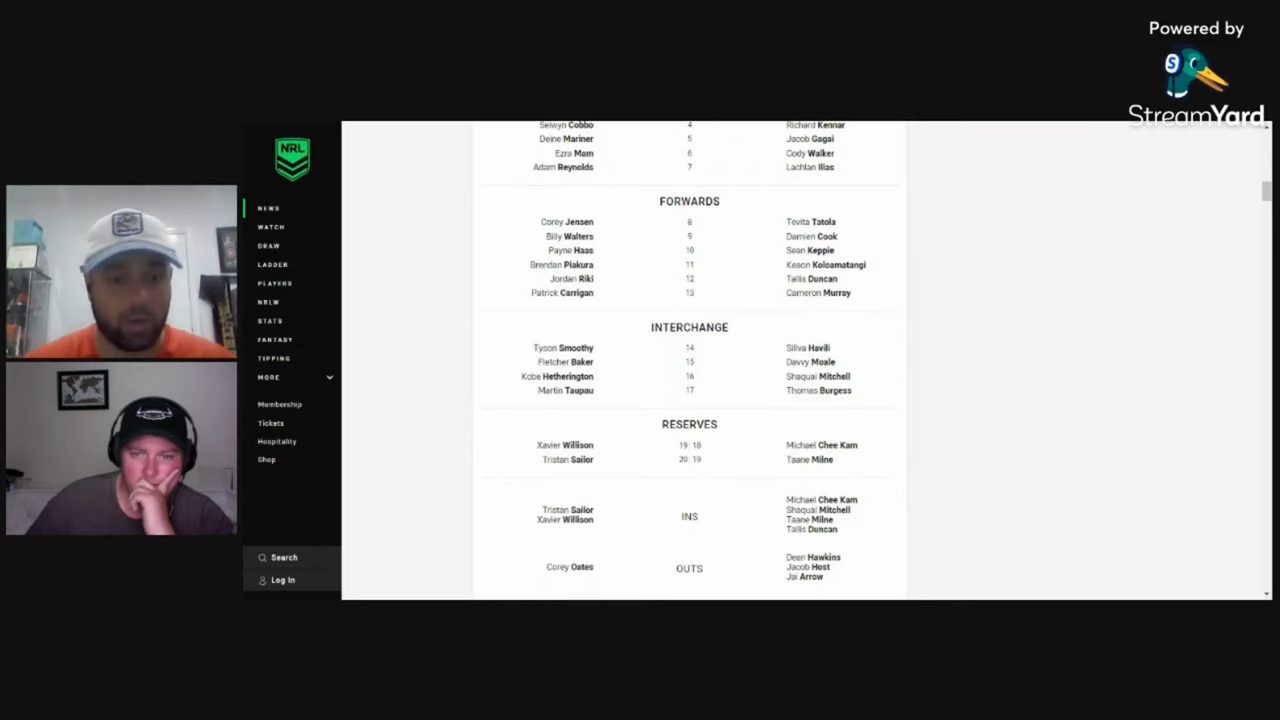 Powered by
S
StreamYard
NRL
NEWS
WATCH
DRAW
LADDER
PLAYERS
NRLW
STATS
FANTASY
TIPPING
MORE
Membership
Tickets
Hospitality
Shop
Search
Log In
Selwyn Cobbo 4 Richard Kennar
Deine Mariner 5 Jacob Gagai
Ezra Mam 6 Cody Walker
Adam Reynolds 7 Lachlan Ilias
FORWARDS
Corey Jensen 8 Tevita Tatola
Billy Walters 9 Damien Cook
Payne Haas 10 Sean Keppie
Brendan Piakura 11 Keaon Koloamatangi
Jordan Riki 12 Tallis Duncan
Patrick Carrigan 13 Cameron Murray
INTERCHANGE
Tyson Smoothy 14 Siliva Havili
Fletcher Baker 15 Davvy Moale
Kobe Hetherington 16 Shaquai Mitchell
Martin Taupau 17 Thomas Burgess
RESERVES
Xavier Willison 19|18 Michael Chee Kam
Tristan Sailor 20|19 Taane Milne
Tristan Sailor
Xavier Willison
INS
Michael Chee Kam
Shaquai Mitchell
Taane Milne
Tallis Duncan
Corey Oates
OUTS
Dean Hawkins
Jacob Host
Jai Arrow